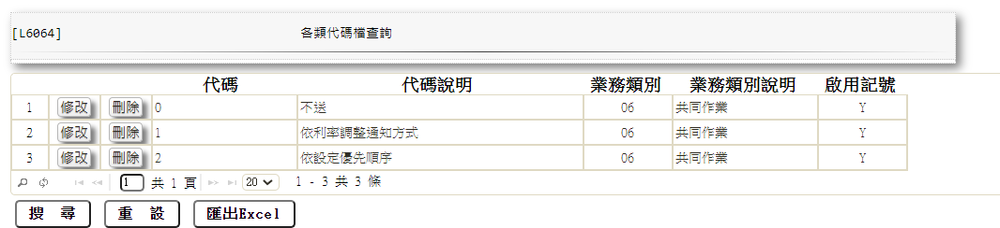 [L6064] 各類代碼檔查詢
代碼 代碼說明 業務類別 業務類別說明 啟用記號
1 修改 刪除 0 不送 06 共同作業 Y
2 修改 刪除 1 依利率調整通知方式 06 共同作業 Y
3 修改 刪除 2 依設定優先順序 06 共同作業 Y
1 共 1 頁 20 1 - 3 共 3 條
搜 尋 重 設 匯出Excel